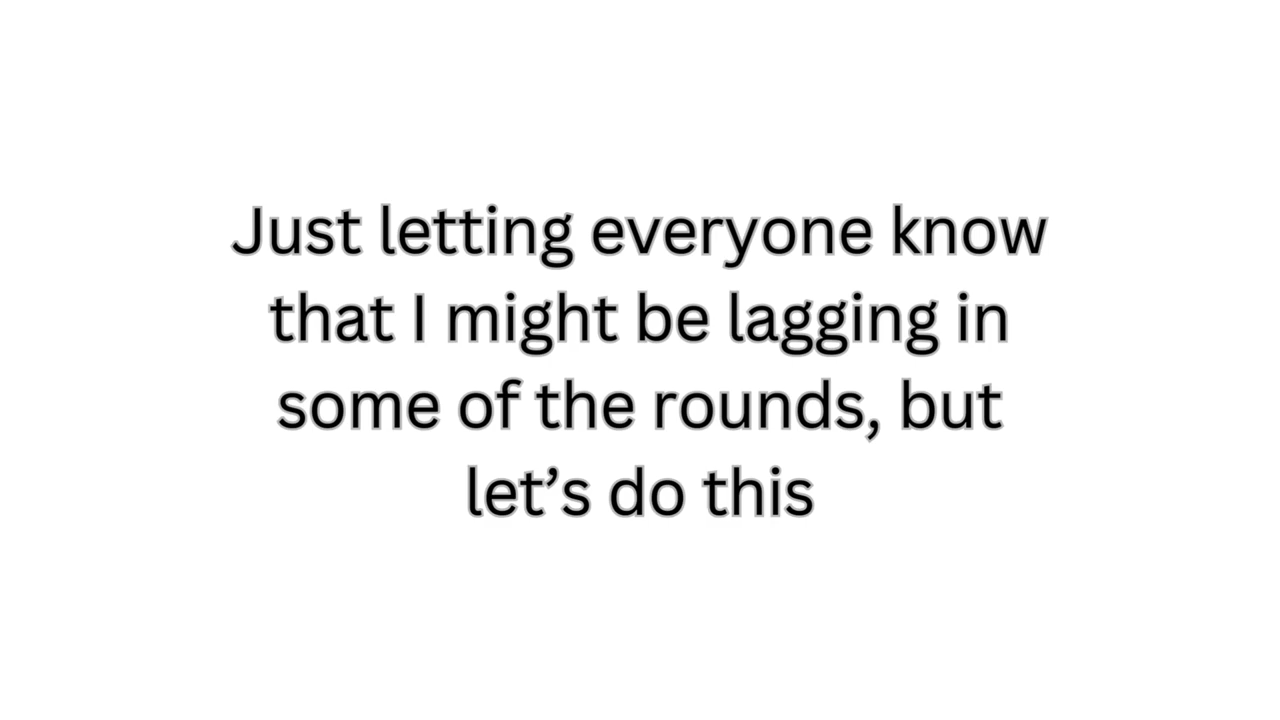 Just letting everyone know
that I might be lagging in
some of the rounds, but
let’s do this